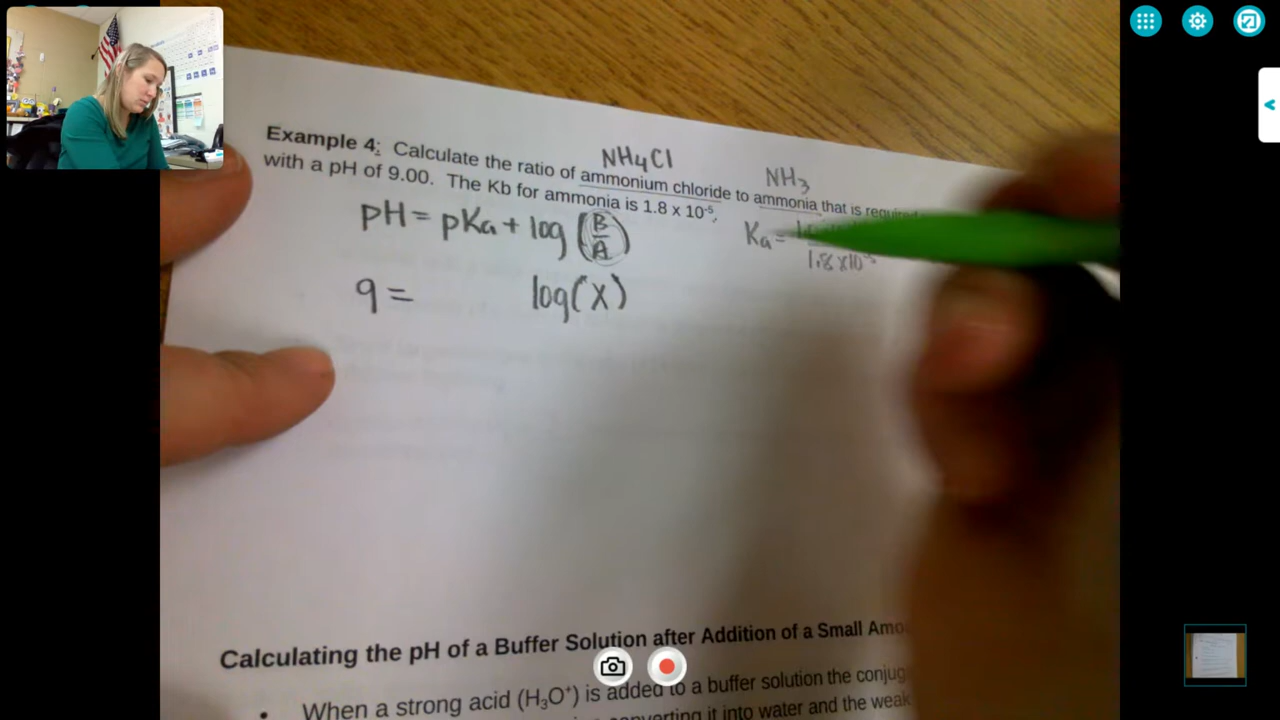 NH4Cl
NH3
Example 4: Calculate the ratio of ammonium chloride to ammonia that is
with a pH of 9.00. The Kb for ammonia is 1.8 x 10⁻⁵.
pH = pKa + log (B/A)
Ka =
1.8 x 10
9 = log(x)
Calculating the pH of a Buffer Solution after Addition of a Small
• When a strong acid (H₃O⁺) is added to a buffer solution the
converting it into water and the weak